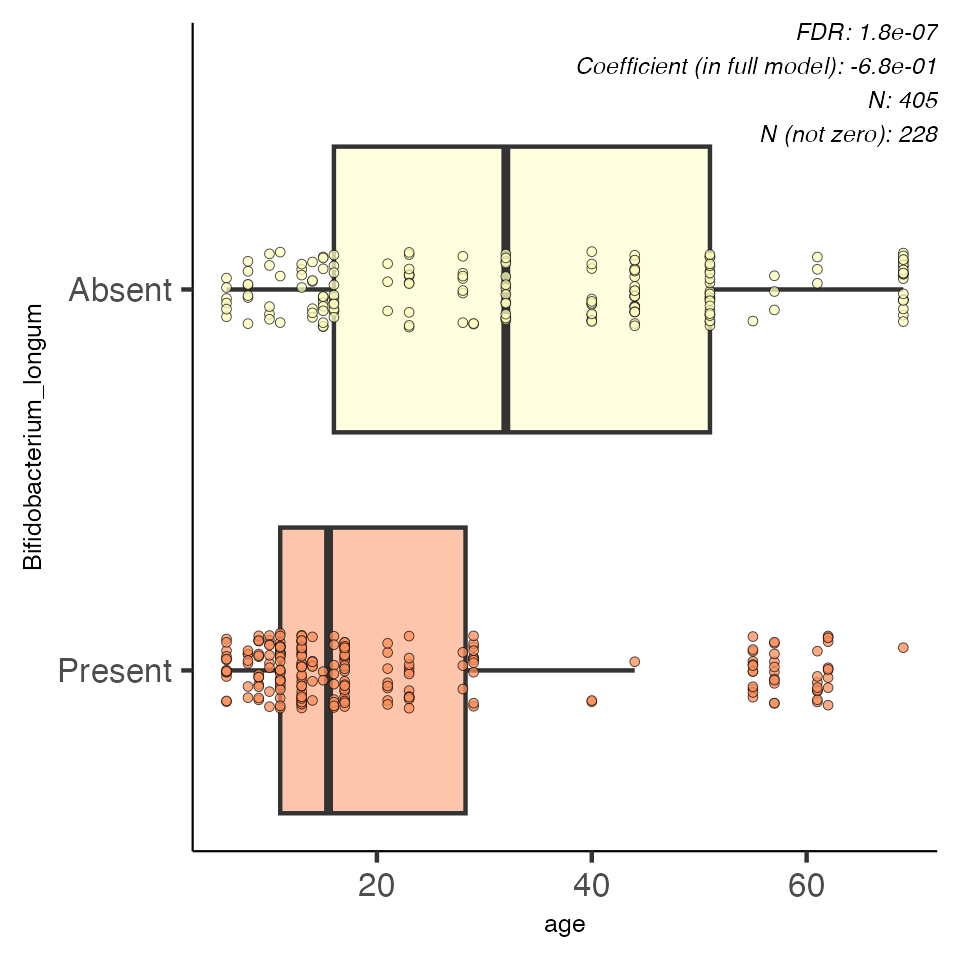 FDR: 1.8e-07
Coefficient (in full model): -6.8e-01
N: 405
N (not zero): 228
Absent
Present
Bifidobacterium_longum
20 40 60
age